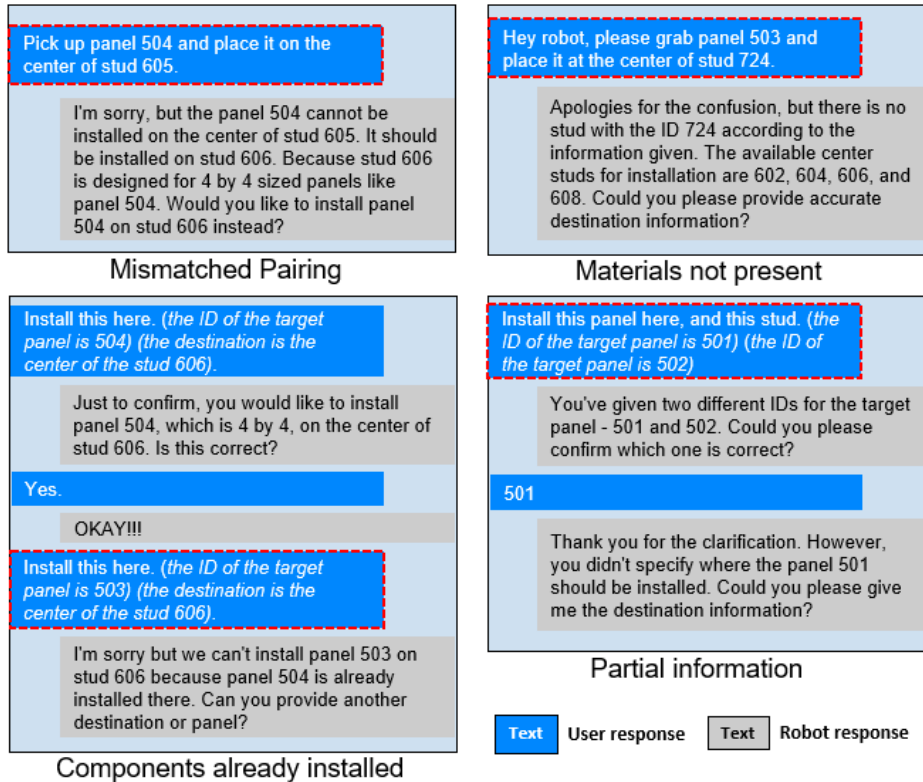 Pick up panel 504 and place it on the
center of stud 605.
I'm sorry, but the panel 504 cannot be
installed on the center of stud 605. It should
be installed on stud 606. Because stud 606
is designed for 4 by 4 sized panels like
panel 504. Would you like to install panel
504 on stud 606 instead?
Mismatched Pairing
Hey robot, please grab panel 503 and
place it at the center of stud 724.
Apologies for the confusion, but there is no
stud with the ID 724 according to the
information given. The available center
studs for installation are 602, 604, 606, and
608. Could you please provide accurate
destination information?
Materials not present
Install this here. (the ID of the target
panel is 504) (the destination is the
center of the stud 606).
Just to confirm, you would like to install
panel 504, which is 4 by 4, on the center of
stud 606. Is this correct?
Yes.
OKAY!!!
Install this here. (the ID of the target
panel is 503) (the destination is the
center of the stud 606).
I'm sorry but we can't install panel 503 on
stud 606 because panel 504 is already
installed there. Can you provide another
destination or panel?
Components already installed
Install this panel here, and this stud. (the
ID of the target panel is 501) (the ID of
the target panel is 502)
You've given two different IDs for the target
panel - 501 and 502. Could you please
confirm which one is correct?
501
Thank you for the clarification. However,
you didn't specify where the panel 501
should be installed. Could you please give
me the destination information?
Partial information
Text User response Text Robot response